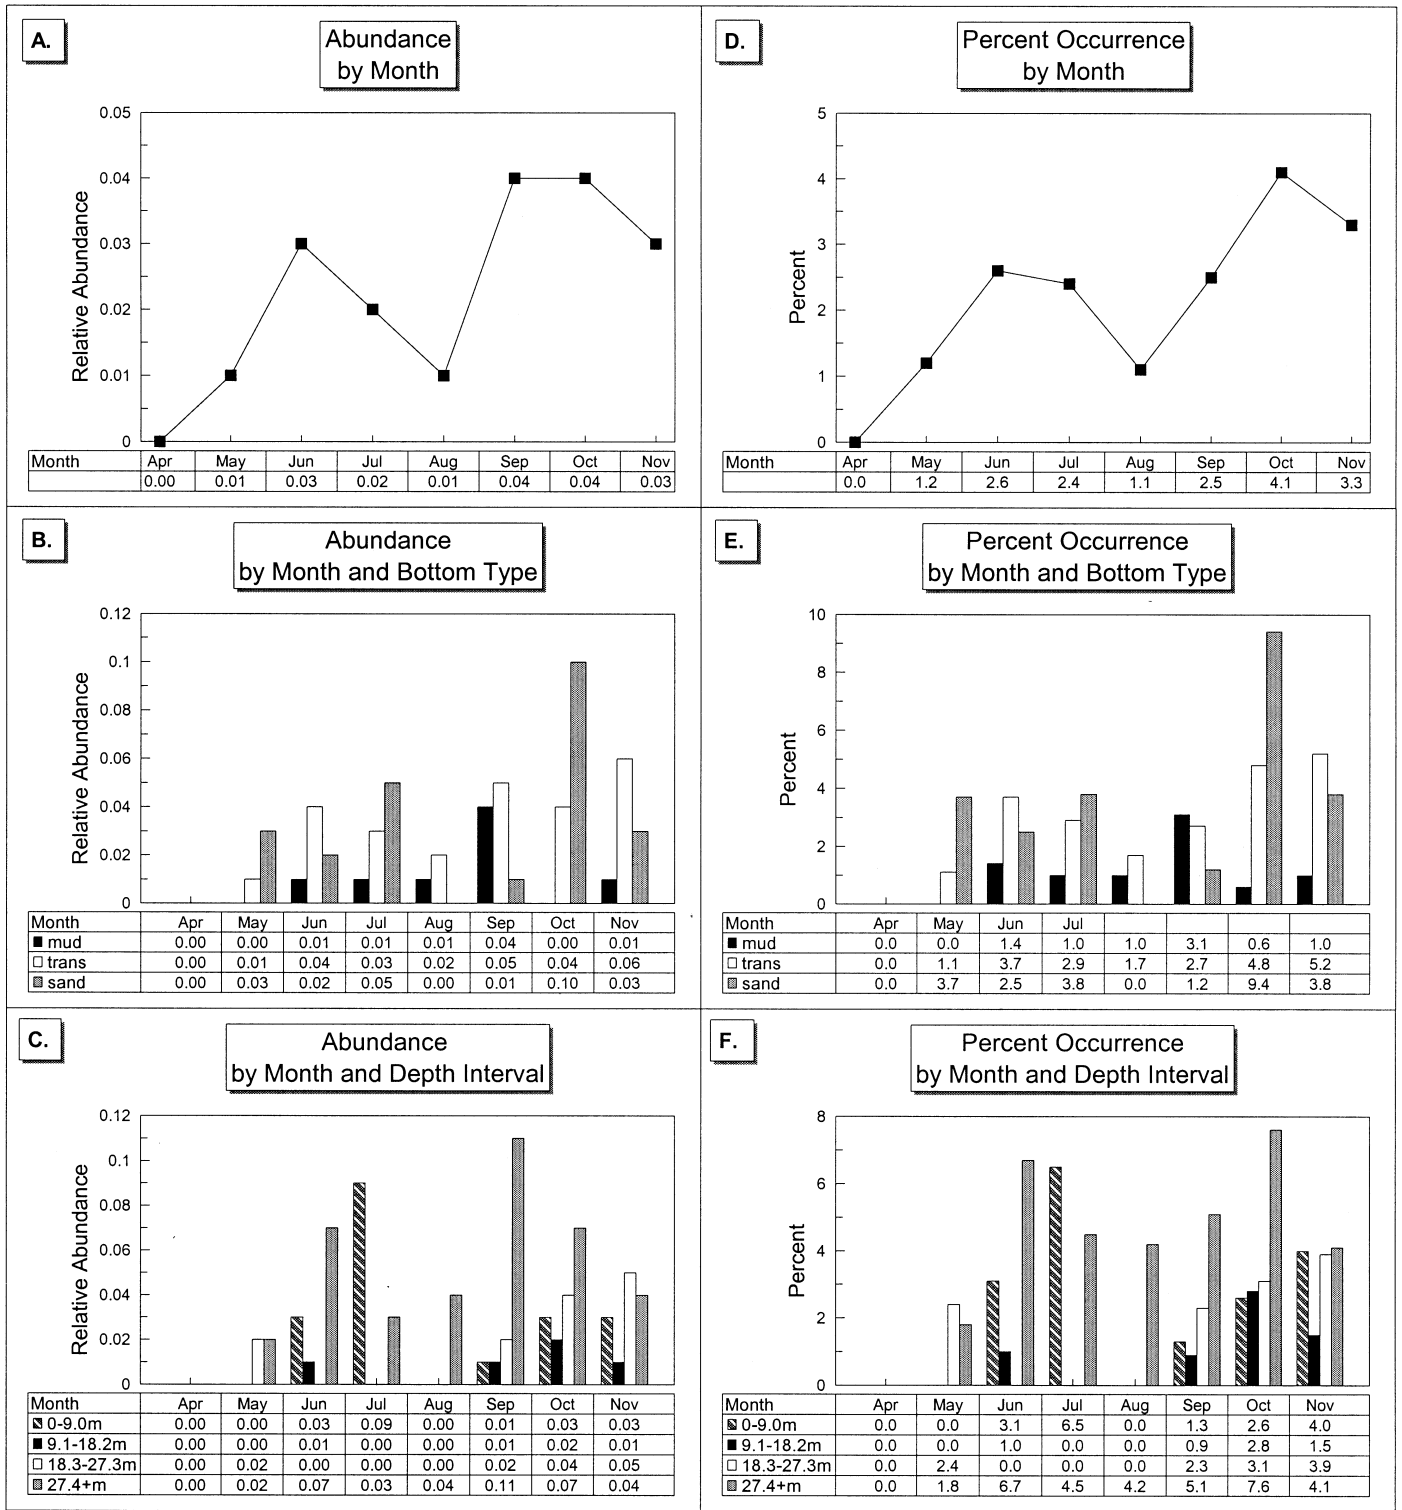 A.
Abundance
by Month
0.05
0.04
0.03
0.02
0.01
0
Relative Abundance
Month Apr May Jun Jul Aug Sep Oct Nov
0.00 0.01 0.03 0.02 0.01 0.04 0.04 0.03
D.
Percent Occurrence
by Month
5
4
3
2
1
0
Percent
Month Apr May Jun Jul Aug Sep Oct Nov
0.0 1.2 2.6 2.4 1.1 2.5 4.1 3.3
B.
Abundance
by Month and Bottom Type
0.12
0.1
0.08
0.06
0.04
0.02
0
Relative Abundance
Month Apr May Jun Jul Aug Sep Oct Nov
mud 0.00 0.00 0.01 0.01 0.01 0.04 0.00 0.01
trans 0.00 0.01 0.04 0.03 0.02 0.05 0.04 0.06
sand 0.00 0.03 0.02 0.05 0.00 0.01 0.10 0.03
E.
Percent Occurrence
by Month and Bottom Type
10
8
6
4
2
0
Percent
Month Apr May Jun Jul
mud 0.0 0.0 1.4 1.0 1.0 3.1 0.6 1.0
trans 0.0 1.1 3.7 2.9 1.7 2.7 4.8 5.2
sand 0.0 3.7 2.5 3.8 0.0 1.2 9.4 3.8
C.
Abundance
by Month and Depth Interval
0.12
0.1
0.08
0.06
0.04
0.02
0
Relative Abundance
Month Apr May Jun Jul Aug Sep Oct Nov
0-9.0m 0.00 0.00 0.03 0.09 0.00 0.01 0.03 0.03
9.1-18.2m 0.00 0.00 0.01 0.00 0.00 0.01 0.02 0.01
18.3-27.3m 0.00 0.02 0.00 0.00 0.00 0.02 0.04 0.05
27.4+m 0.00 0.02 0.07 0.03 0.04 0.11 0.07 0.04
F.
Percent Occurrence
by Month and Depth Interval
8
6
4
2
0
Percent
Month Apr May Jun Jul Aug Sep Oct Nov
0-9.0m 0.0 0.0 3.1 6.5 0.0 1.3 2.6 4.0
9.1-18.2m 0.0 0.0 1.0 0.0 0.0 0.9 2.8 1.5
18.3-27.3m 0.0 2.4 0.0 0.0 0.0 2.3 3.1 3.9
27.4+m 0.0 1.8 6.7 4.5 4.2 5.1 7.6 4.1